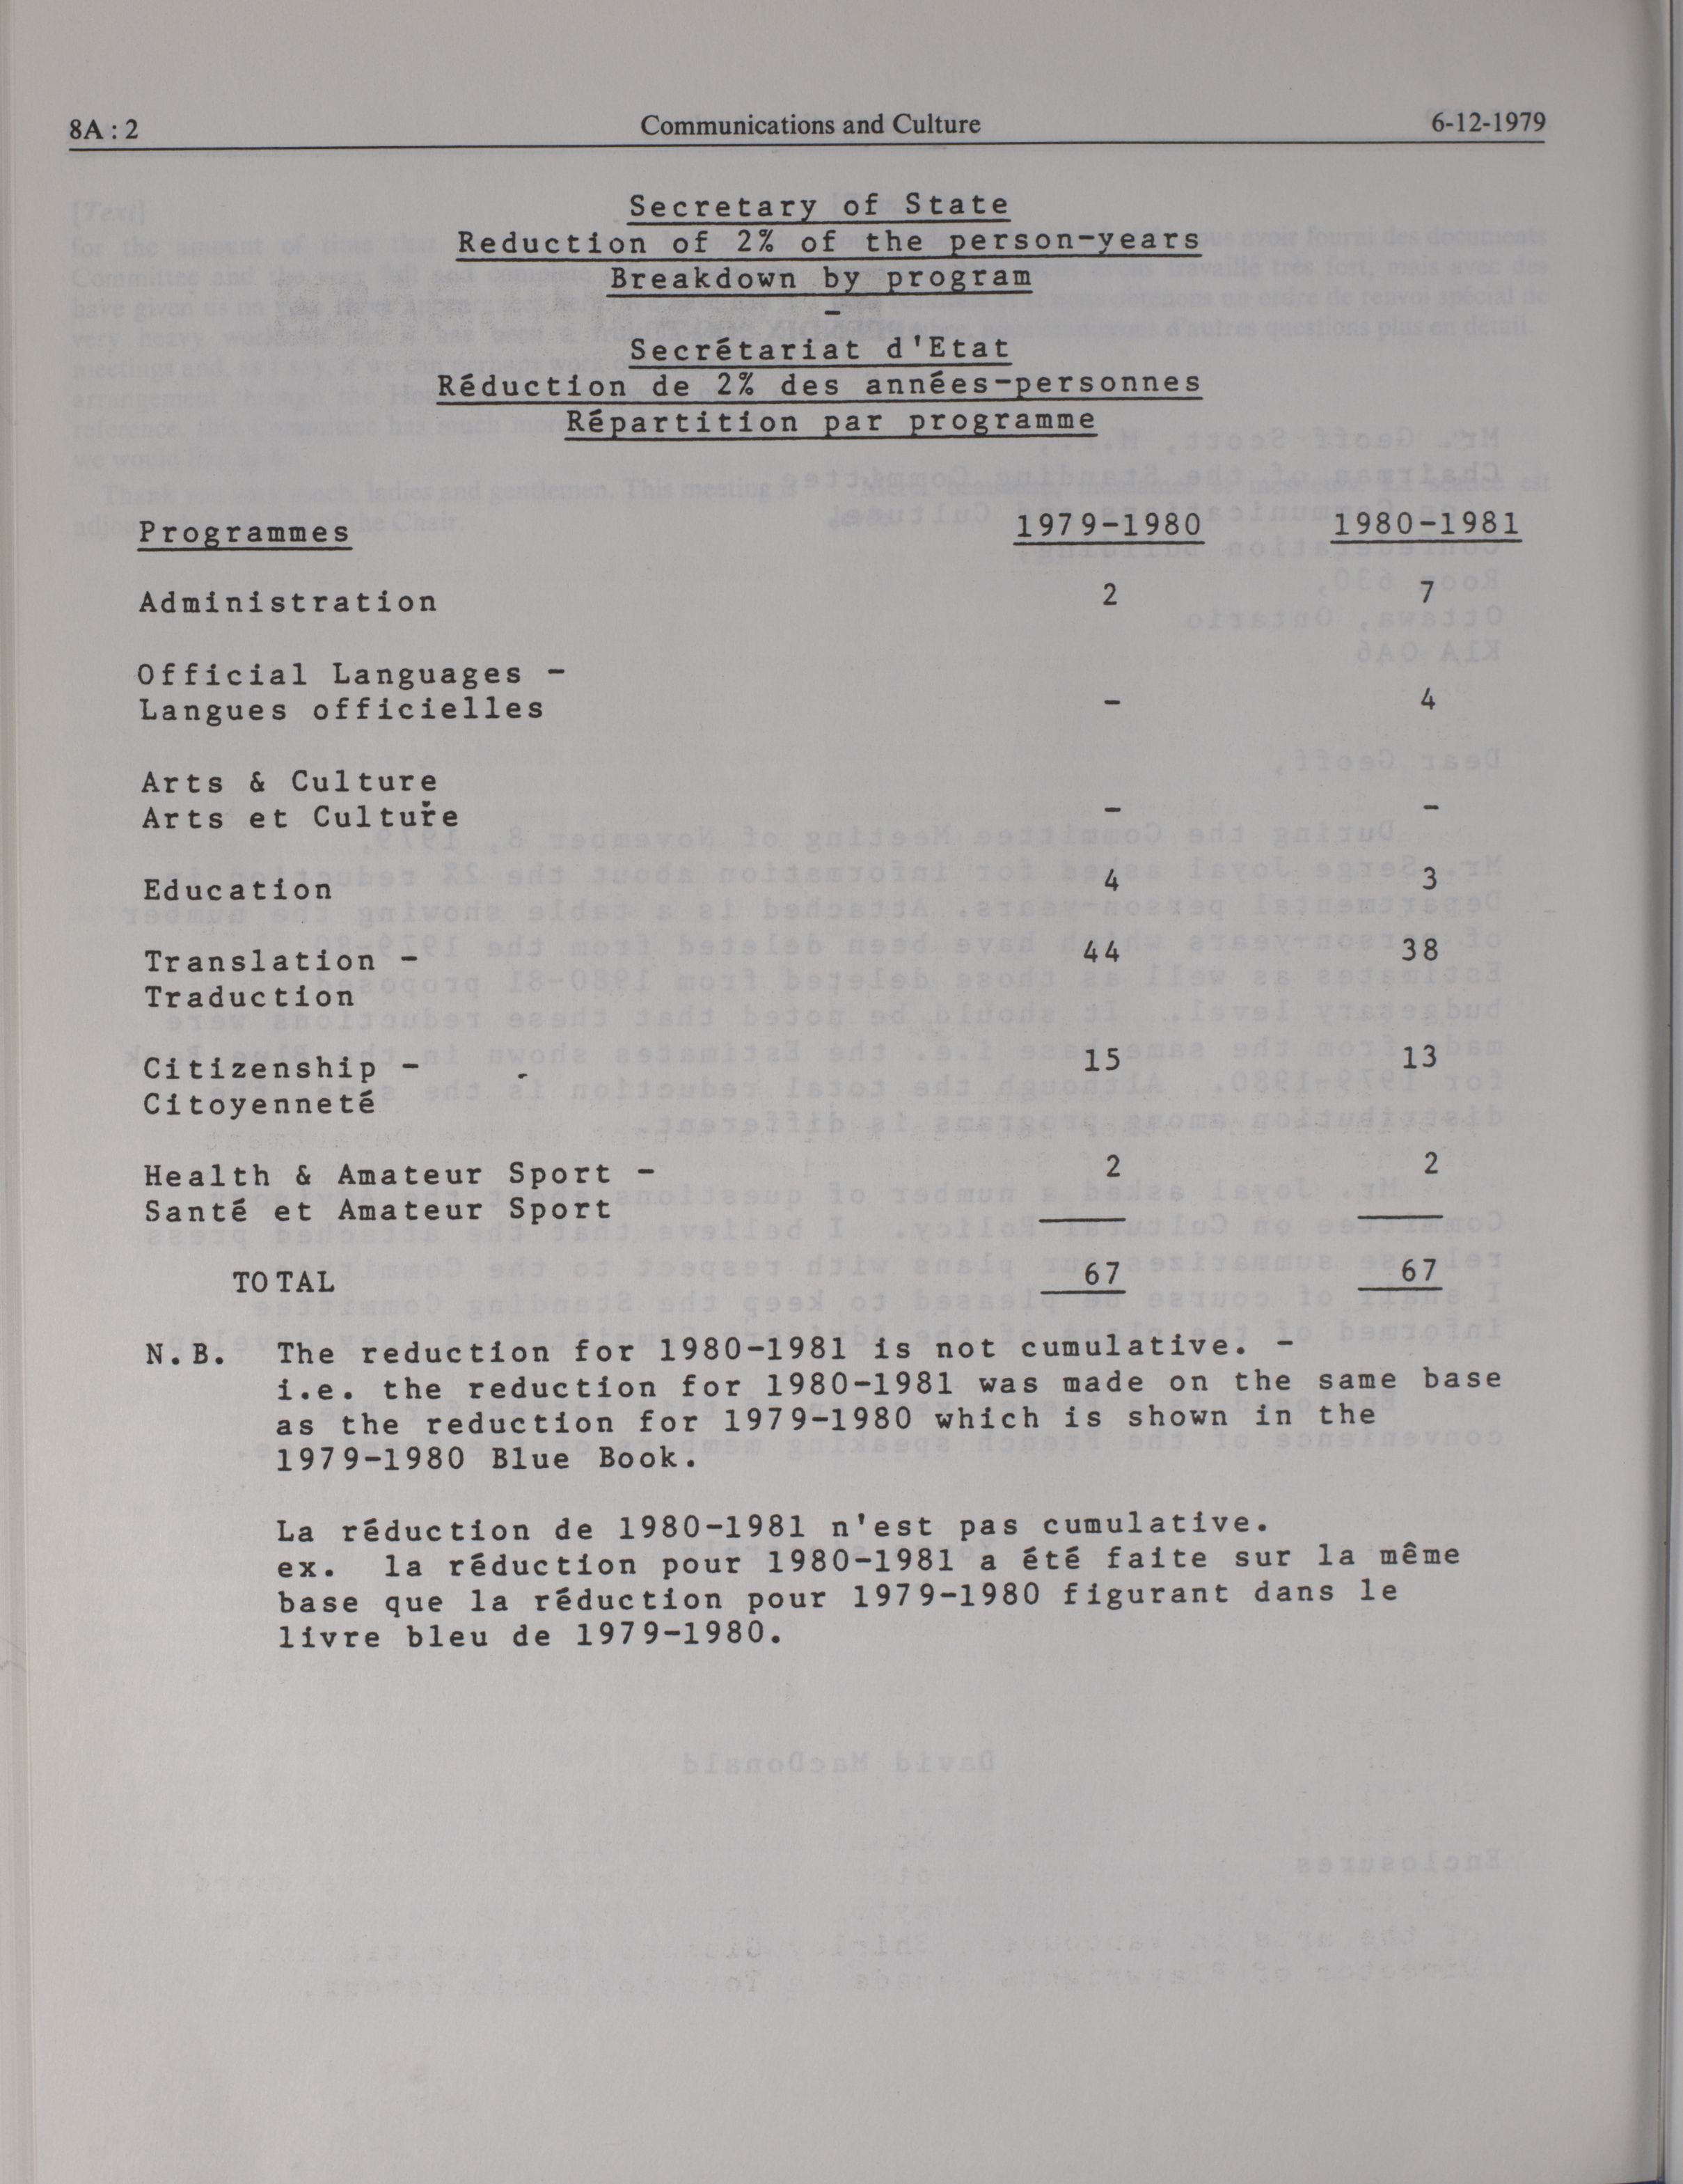 8A : 2 Communications and Culture 6-12-1979
Secretary of State
Reduction of 2% of the person-years
Breakdown by program
-
Secrétariat d'Etat
Réduction de 2% des années-personnes
Répartition par programme
Programmes 1979-1980 1980-1981
Administration 2 7
Official Languages -
Langues officielles - 4
Arts & Culture
Arts et Culture - -
Education 4 3
Translation - 44 38
Traduction
Citizenship - 15 13
Citoyenneté
Health & Amateur Sport - 2 2
Santé et Amateur Sport
TOTAL 67 67
N.B. The reduction for 1980-1981 is not cumulative. -
i.e. the reduction for 1980-1981 was made on the same base
as the reduction for 1979-1980 which is shown in the
1979-1980 Blue Book.
La réduction de 1980-1981 n'est pas cumulative.
ex. la réduction pour 1980-1981 a été faite sur la même
base que la réduction pour 1979-1980 figurant dans le
livre bleu de 1979-1980.